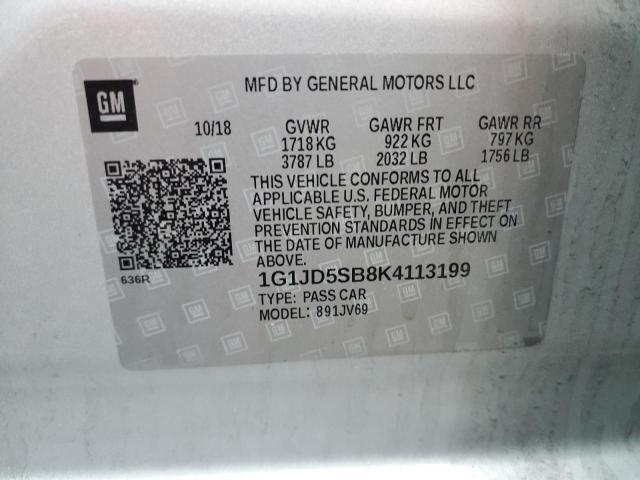 GM
MFD BY GENERAL MOTORS LLC
10/18 GVWR GAWR FRT GAWR RR
1718 KG 922 KG 797 KG
3787 LB 2032 LB 1756 LB
THIS VEHICLE CONFORMS TO ALL
APPLICABLE U.S. FEDERAL MOTOR
VEHICLE SAFETY, BUMPER, AND THEFT
PREVENTION STANDARDS IN EFFECT ON
THE DATE OF MANUFACTURE SHOWN
ABOVE.
636R
1G1JD5SB8K4113199
TYPE: PASS CAR
MODEL: 891JV69